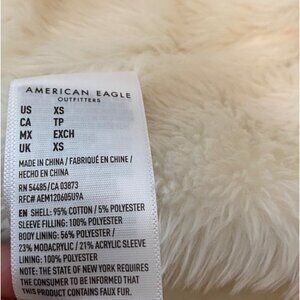 AMERICAN EAGLE
OUTFITTERS
US XS
CA TP
MX EXCH
UK XS
MADE IN CHINA / FABRIQUÉ EN CHINE /
HECHO EN CHINA
RN 54485/CA 03873
RFC# AEM120605U9A
EN SHELL: 95% COTTON / 5% POLYESTER
SLEEVE FILLING: 100% POLYESTER
BODY LINING: 56% POLYESTER /
23% MODACRYLIC / 21% ACRYLIC SLEEVE
LINING: 100% POLYESTER
NOTE: THE STATE OF NEW YORK REQUIRES
THE CONSUMER TO BE INFORMED THAT
THIS PRODUCT CONTAINS FAUX FUR.